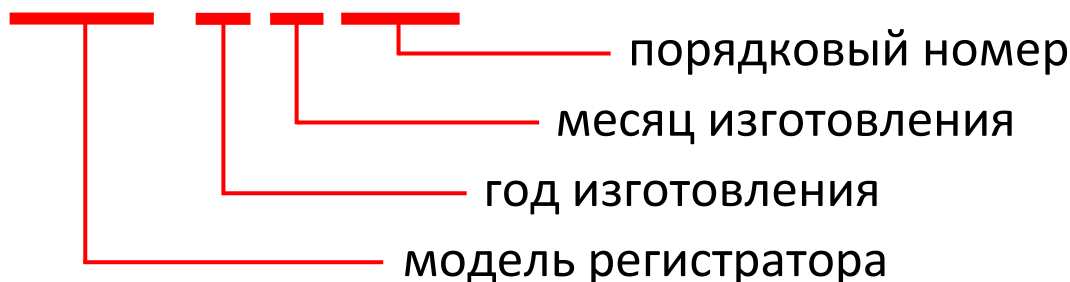 порядковый номер
месяц изготовления
год изготовления
модель регистратора